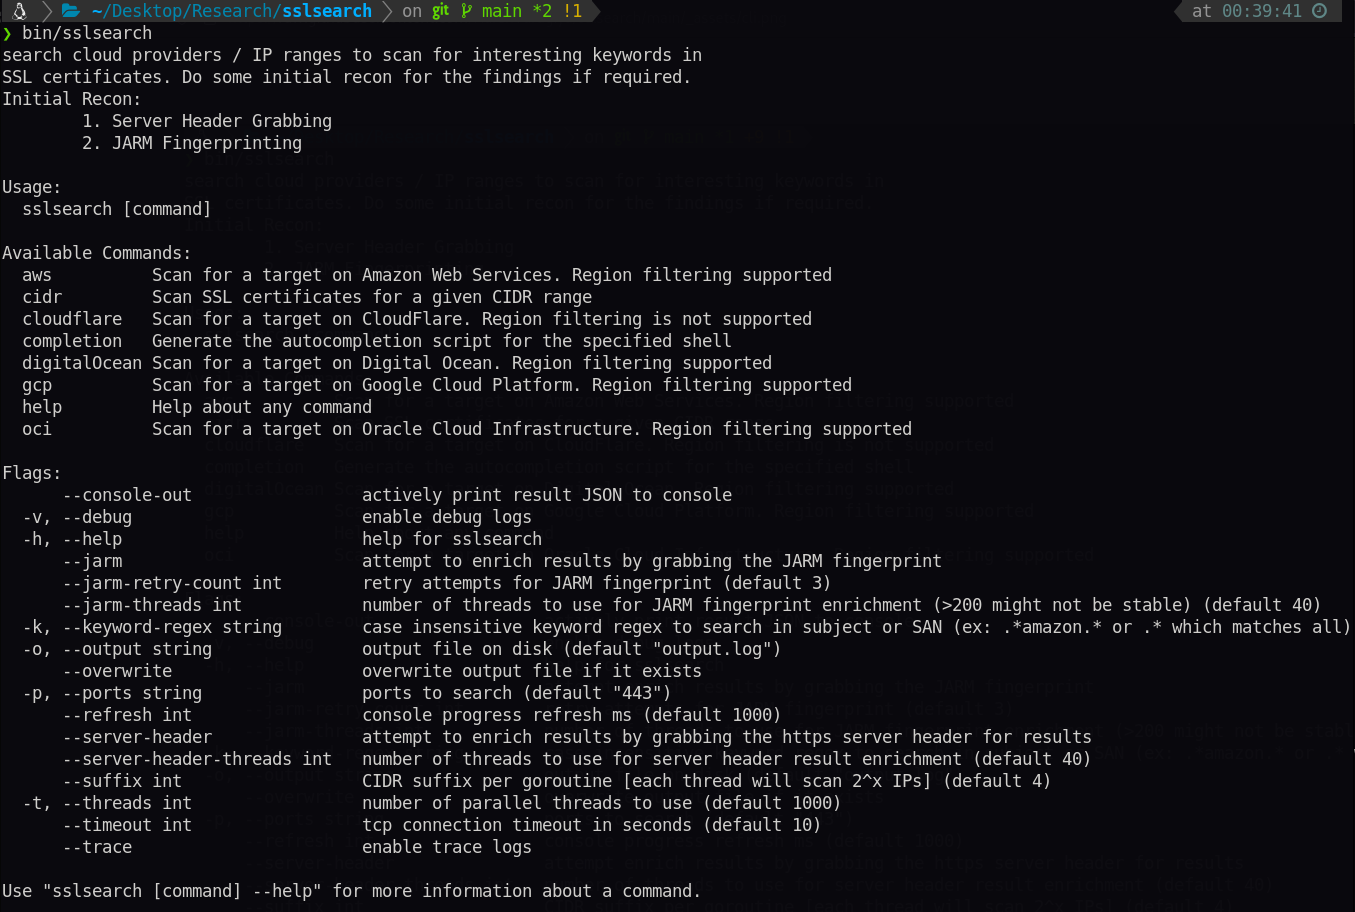 ~/Desktop/Research/sslsearch on git main *2 !1 at 00:39:41
❯ bin/sslsearch
search cloud providers / IP ranges to scan for interesting keywords in
SSL certificates. Do some initial recon for the findings if required.
Initial Recon:
        1. Server Header Grabbing
        2. JARM Fingerprinting

Usage:
  sslsearch [command]

Available Commands:
  aws          Scan for a target on Amazon Web Services. Region filtering supported
  cidr         Scan SSL certificates for a given CIDR range
  cloudflare   Scan for a target on CloudFlare. Region filtering is not supported
  completion   Generate the autocompletion script for the specified shell
  digitalOcean Scan for a target on Digital Ocean. Region filtering supported
  gcp          Scan for a target on Google Cloud Platform. Region filtering supported
  help         Help about any command
  oci          Scan for a target on Oracle Cloud Infrastructure. Region filtering supported

Flags:
      --console-out                 actively print result JSON to console
  -v, --debug                       enable debug logs
  -h, --help                        help for sslsearch
      --jarm                        attempt to enrich results by grabbing the JARM fingerprint
      --jarm-retry-count int        retry attempts for JARM fingerprint (default 3)
      --jarm-threads int            number of threads to use for JARM fingerprint enrichment (>200 might not be stable) (default 40)
  -k, --keyword-regex string        case insensitive keyword regex to search in subject or SAN (ex: .*amazon.* or .* which matches all)
  -o, --output string               output file on disk (default "output.log")
      --overwrite                   overwrite output file if it exists
  -p, --ports string                ports to search (default "443")
      --refresh int                 console progress refresh ms (default 1000)
      --server-header               attempt to enrich results by grabbing the https server header for results
      --server-header-threads int   number of threads to use for server header result enrichment (default 40)
      --suffix int                  CIDR suffix per goroutine [each thread will scan 2^x IPs] (default 4)
  -t, --threads int                 number of parallel threads to use (default 1000)
      --timeout int                 tcp connection timeout in seconds (default 10)
      --trace                       enable trace logs

Use "sslsearch [command] --help" for more information about a command.